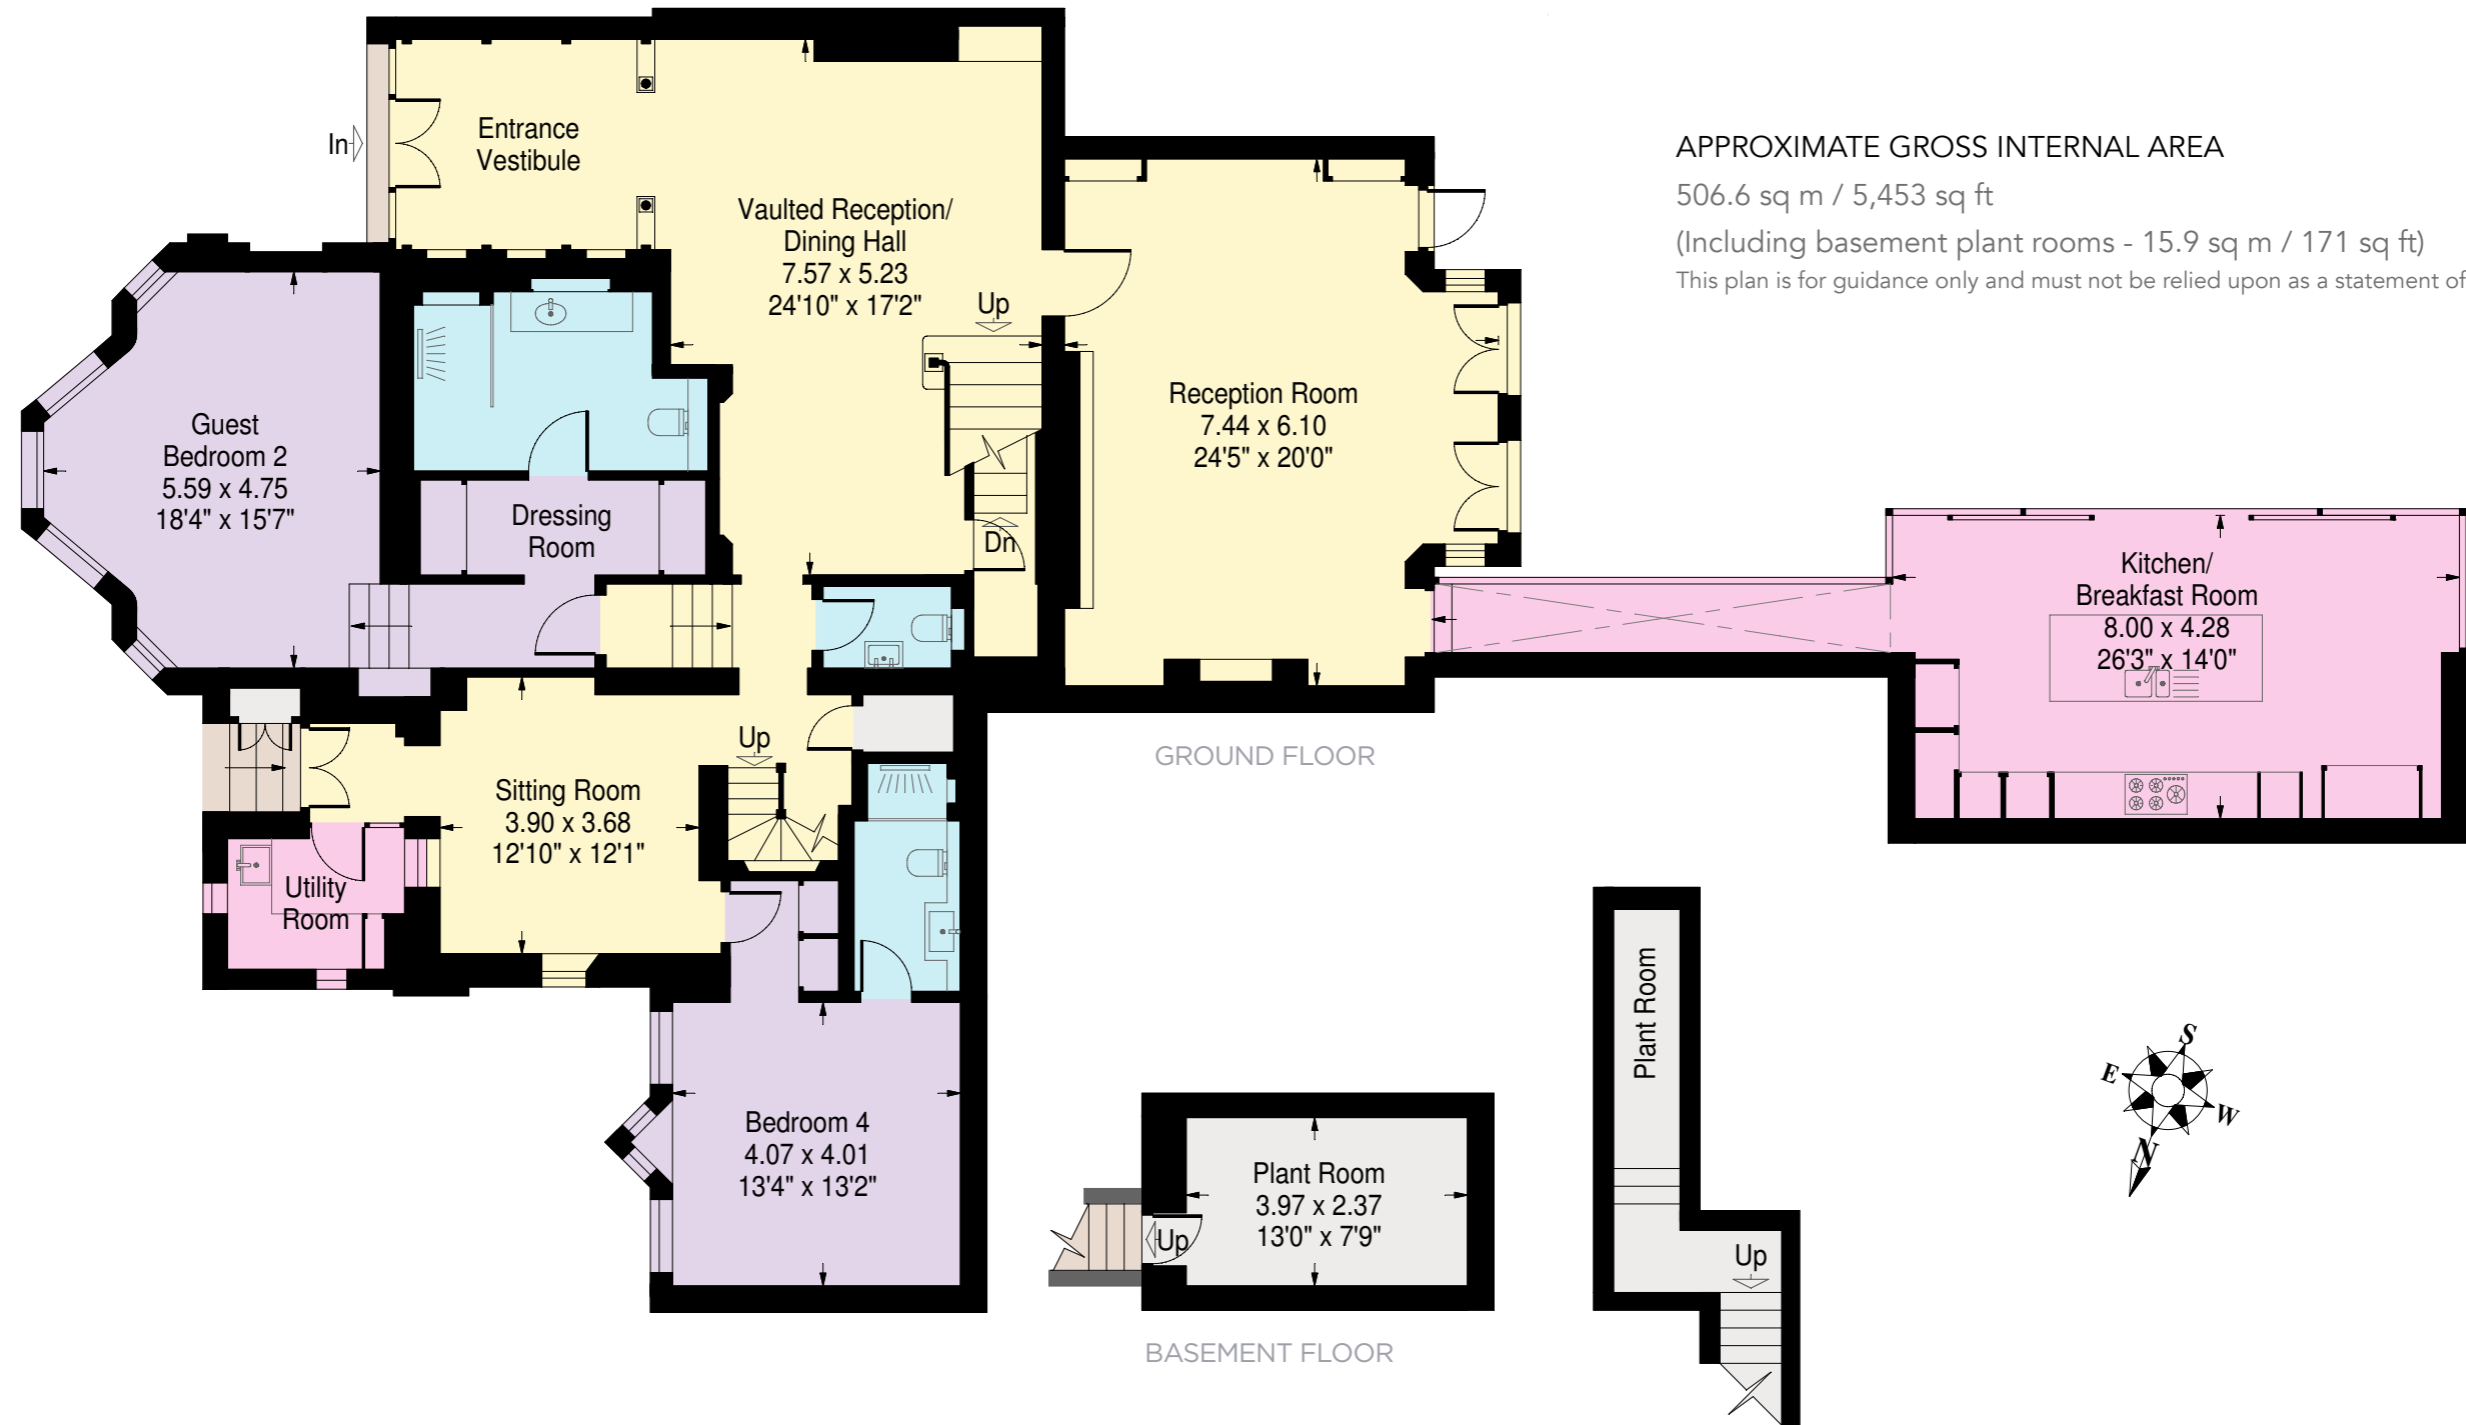 APPROXIMATE GROSS INTERNAL AREA
506.6 sq m / 5,453 sq ft
(Including basement plant rooms - 15.9 sq m / 171 sq ft)
This plan is for guidance only and must not be relied upon as a statement of
In
Entrance
Vestibule
Vaulted Reception/
Dining Hall
7.57 x 5.23
24'10" x 17'2"
Up
Dn
Reception Room
7.44 x 6.10
24'5" x 20'0"
Guest
Bedroom 2
5.59 x 4.75
18'4" x 15'7"
Dressing
Room
Kitchen/
Breakfast Room
8.00 x 4.28
26'3" x 14'0"
Up
Sitting Room
3.90 x 3.68
12'10" x 12'1"
Utility
Room
GROUND FLOOR
Bedroom 4
4.07 x 4.01
13'4" x 13'2"
Plant Room
3.97 x 2.37
13'0" x 7'9"
Up
BASEMENT FLOOR
Plant Room
Up
S
E
W
N